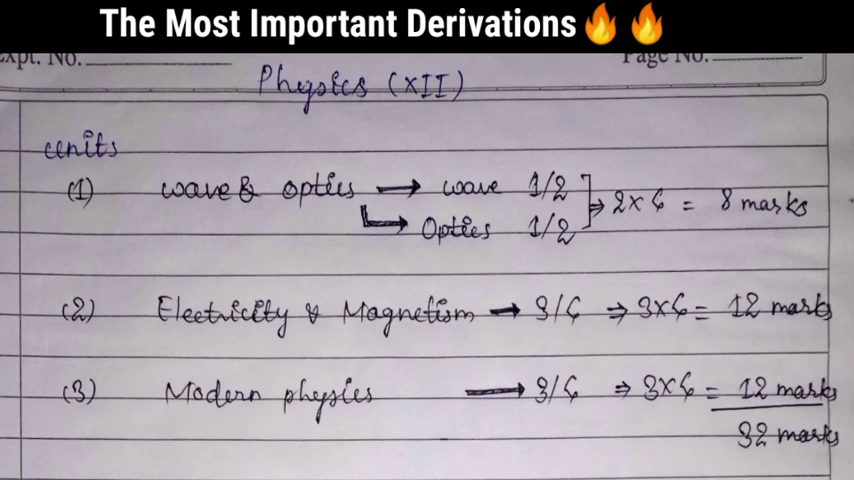 The Most Important Derivations🔥🔥
Expt. No.
Page No.
Physics (XII)
units
(1) wave & optics → wave 1/2
↳ Optics 1/2 ⇒ 2×4 = 8 marks
(2) Electricity & Magnetism → 3/4 ⇒ 3×4 = 12 marks
(3) Modern physics → 3/4 ⇒ 3×4 = 12 marks
32 marks